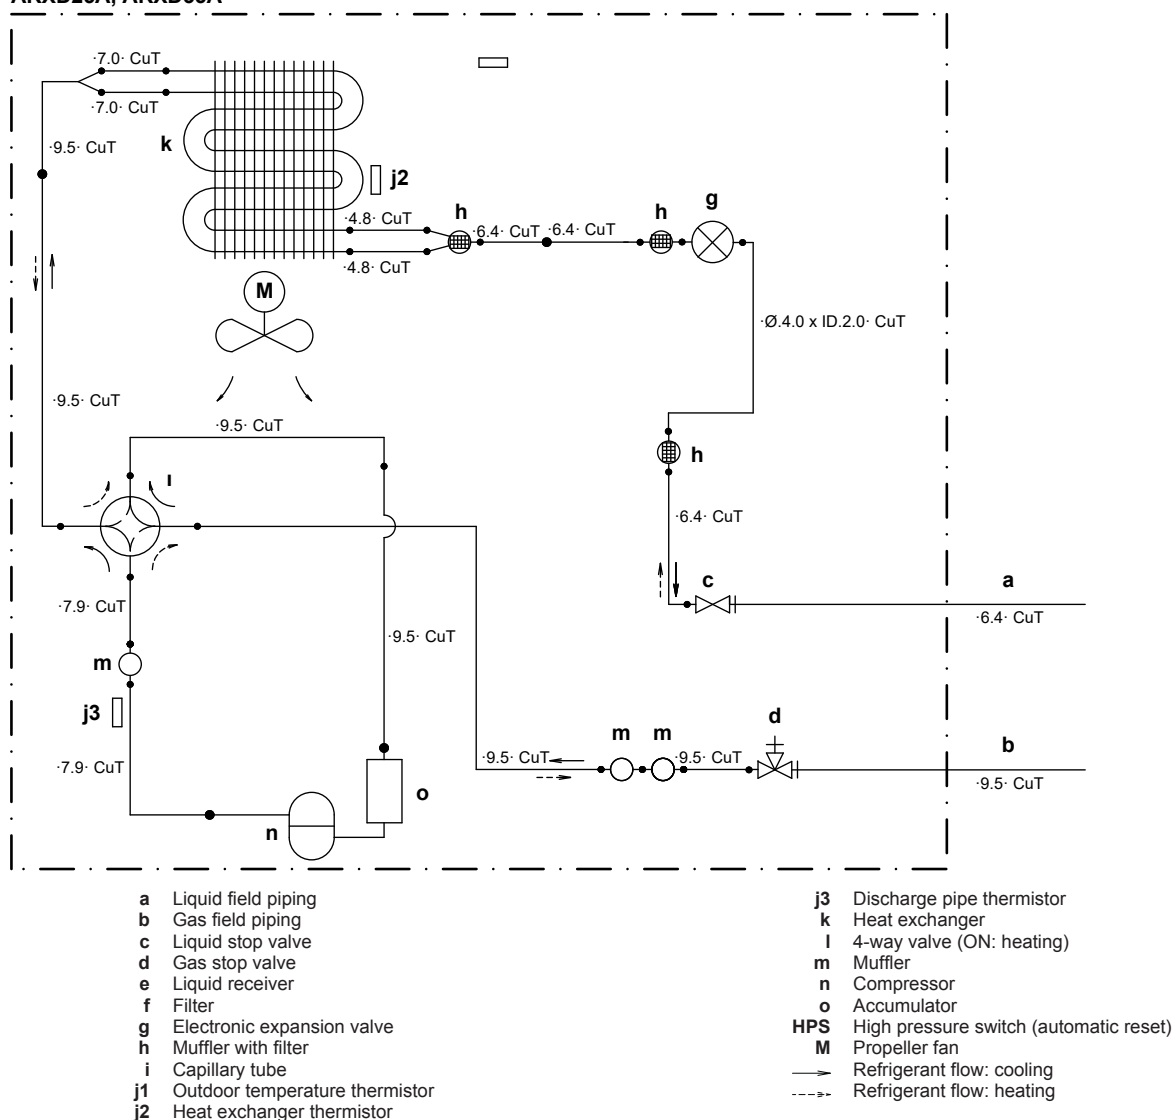 ·7.0· CuT
·7.0· CuT
·9.5· CuT
k
j2
·4.8· CuT
·4.8· CuT
h
·6.4· CuT
·6.4· CuT
h
g
M
·Ø.4.0 x ID.2.0· CuT
·9.5· CuT
·9.5· CuT
h
·6.4· CuT
c
a
·6.4· CuT
·7.9· CuT
·9.5· CuT
m
j3
·7.9· CuT
m
m
d
b
·9.5· CuT
·9.5· CuT
·9.5· CuT
n
o
a Liquid field piping
b Gas field piping
c Liquid stop valve
d Gas stop valve
e Liquid receiver
f Filter
g Electronic expansion valve
h Muffler with filter
i Capillary tube
j1 Outdoor temperature thermistor
j2 Heat exchanger thermistor
j3 Discharge pipe thermistor
k Heat exchanger
l 4-way valve (ON: heating)
m Muffler
n Compressor
o Accumulator
HPS High pressure switch (automatic reset)
M Propeller fan
Refrigerant flow: cooling
Refrigerant flow: heating